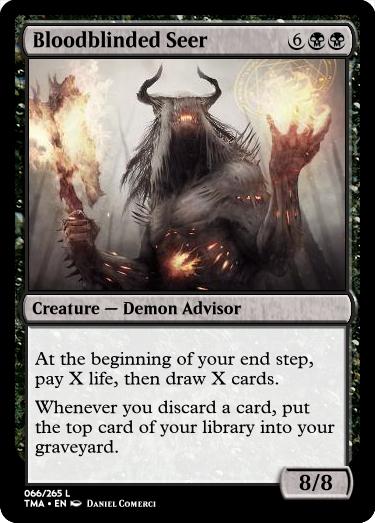 Bloodblinded Seer 6
Creature — Demon Advisor
At the beginning of your end step,
pay X life, then draw X cards.
Whenever you discard a card, put
the top card of your library into your
graveyard.
8/8
066/265 L
TMA • EN DANIEL COMERCI